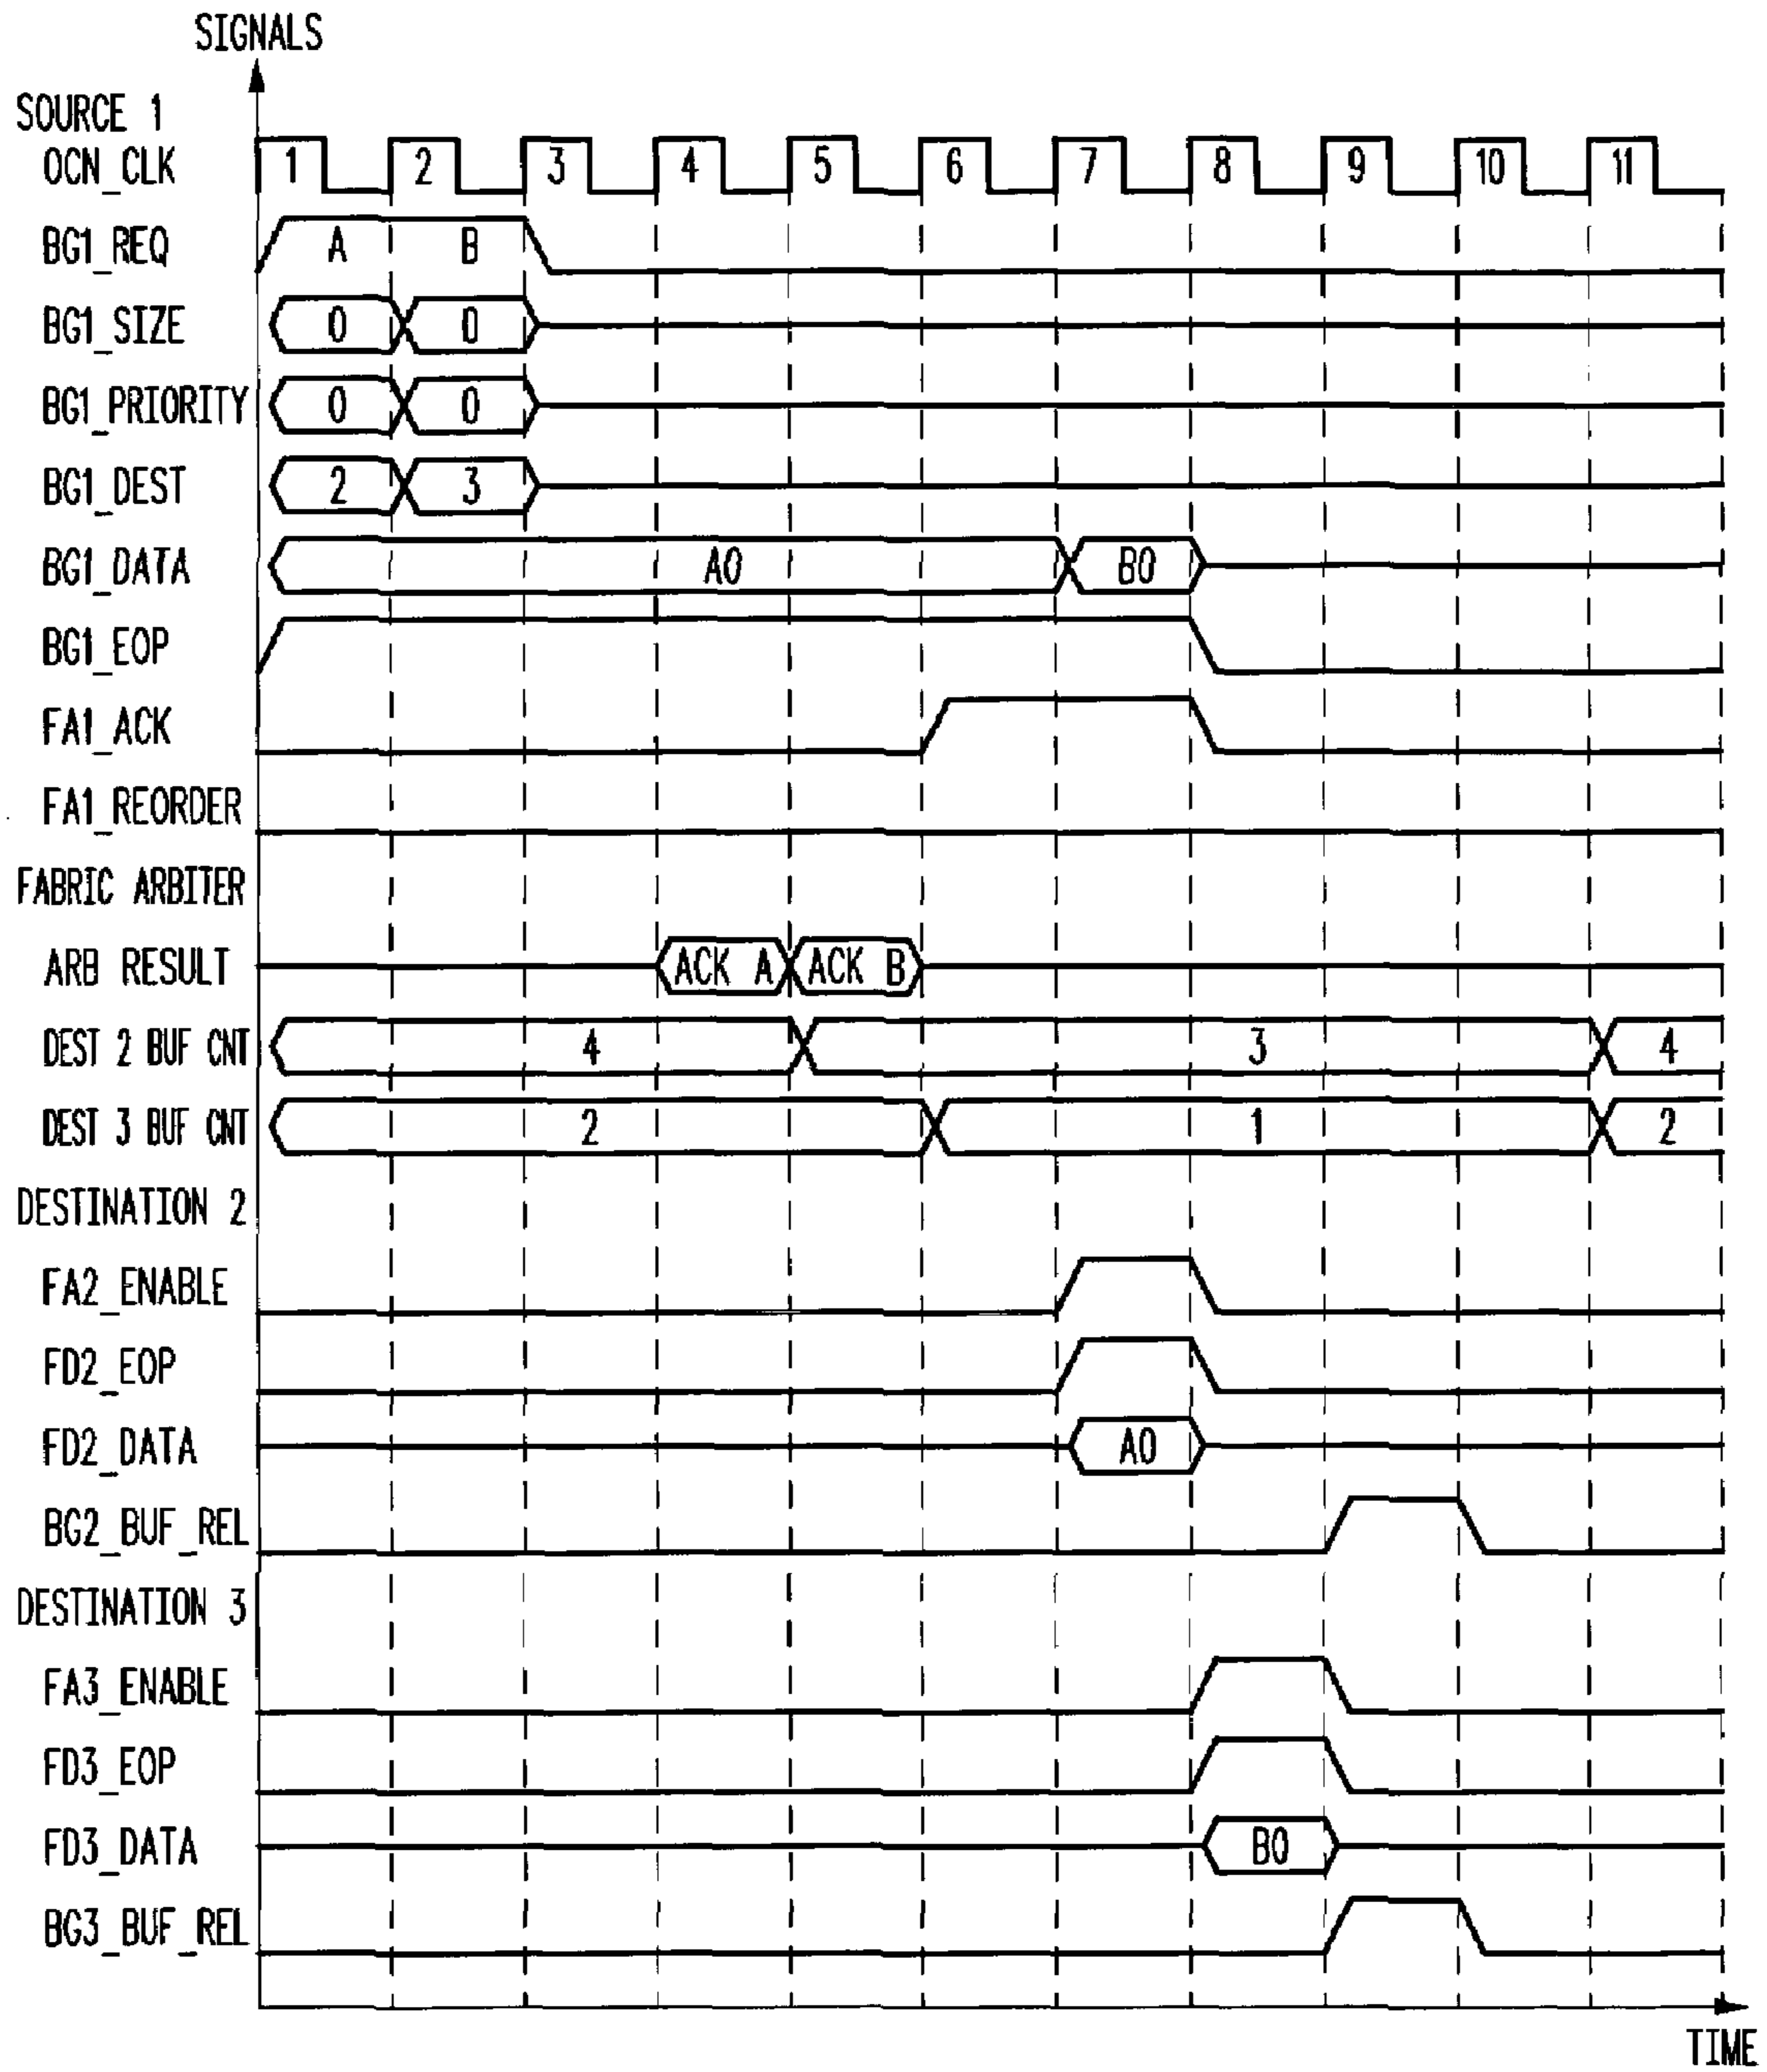 SIGNALS
SOURCE 1
OCN_CLK 1 2 3 4 5 6 7 8 9 10 11
BG1_REQ A B
BG1_SIZE 0 0
BG1_PRIORITY 0 0
BG1_DEST 2 3
BG1_DATA A0 B0
BG1_EOP
FA1_ACK
FA1_REORDER
FABRIC ARBITER
ARB RESULT ACK A ACK B
DEST 2 BUF CNT 4 3 4
DEST 3 BUF CNT 2 1 2
DESTINATION 2
FA2_ENABLE
FD2_EOP
FD2_DATA A0
BG2_BUF_REL
DESTINATION 3
FA3_ENABLE
FD3_EOP
FD3_DATA B0
BG3_BUF_REL
TIME